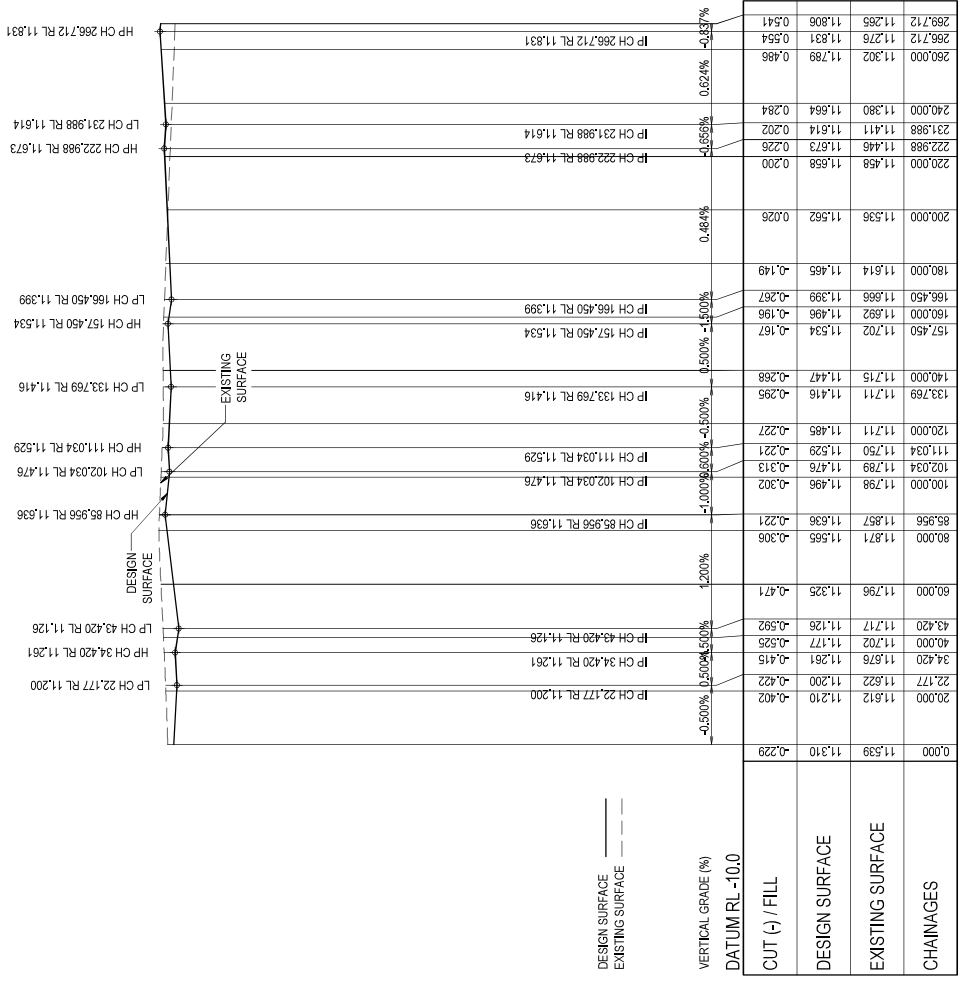 LP CH 22.177 RL 11.200
HP CH 34.420 RL 11.261
LP CH 43.420 RL 11.126
HP CH 85.956 RL 11.636
LP CH 102.034 RL 11.476
HP CH 111.034 RL 11.529
LP CH 133.769 RL 11.416
HP CH 157.450 RL 11.534
LP CH 166.450 RL 11.399
HP CH 222.988 RL 11.673
LP CH 231.988 RL 11.614
HP CH 266.712 RL 11.831
DESIGN
SURFACE
EXISTING
SURFACE
IP CH 22.177 RL 11.200
IP CH 34.420 RL 11.261
IP CH 43.420 RL 11.126
IP CH 85.956 RL 11.636
IP CH 102.034 RL 11.476
IP CH 111.034 RL 11.529
IP CH 133.769 RL 11.416
IP CH 157.450 RL 11.534
IP CH 166.450 RL 11.399
IP CH 222.988 RL 11.673
IP CH 231.988 RL 11.614
IP CH 266.712 RL 11.831
DESIGN SURFACE
EXISTING SURFACE
VERTICAL GRADE (%) -0.500% 0.500% -1.500% 1.200% -1.000% 0.600% -0.500% 0.500% -1.500% 0.484% -0.656% 0.624% -0.837%
DATUM RL -10.0
CUT (-) / FILL -0.229 -0.402 -0.422 -0.415 -0.525 -0.592 -0.471 -0.306 -0.221 -0.302 -0.313 -0.221 -0.227 -0.295 -0.268 -0.167 -0.196 -0.267 -0.149 0.026 0.200 0.226 0.202 0.284 0.486 0.554 0.541
DESIGN SURFACE 11.310 11.210 11.200 11.261 11.177 11.126 11.325 11.565 11.636 11.496 11.476 11.529 11.485 11.416 11.447 11.534 11.496 11.399 11.465 11.562 11.658 11.673 11.614 11.664 11.789 11.831 11.806
EXISTING SURFACE 11.539 11.612 11.622 11.676 11.702 11.717 11.796 11.871 11.857 11.798 11.789 11.750 11.711 11.711 11.715 11.702 11.692 11.666 11.614 11.536 11.458 11.446 11.411 11.380 11.302 11.276 11.265
CHAINAGES 0.000 20.000 22.177 34.420 40.000 43.420 60.000 80.000 85.956 100.000 102.034 111.034 120.000 133.769 140.000 157.450 160.000 166.450 180.000 200.000 220.000 222.988 231.988 240.000 260.000 266.712 269.712